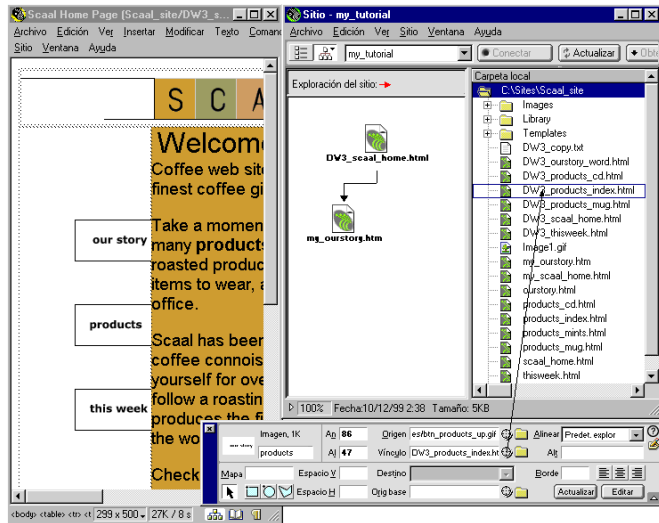 Scaal Home Page (Scaal_site/DW3_s...
Archivo Edición Ver Insertar Modificar Texto Coman
Sitio Ventana Ayuda
S C A
Welcom
Coffee web sit
finest coffee gi
Take a momen
many product
roasted produc
items to wear, a
office.
Scaal has been
coffee connois
yourself for ove
follow a roastin
produces the fi
the wo
Check
our story
products
this week
<body> <table> <tr> <t 299 x 500 27K / 8 s
Sitio - my_tutorial
Archivo Edición Ver Sitio Ventana Ayuda
my_tutorial Conectar Actualizar Obt
Exploración del sitio:
DW3_scaal_home.html
my_ourstory.htm
Carpeta local
C:\Sites\Scaal_site
Images
Library
Templates
DW3_copy.txt
DW3_ourstory_word.html
DW3_products_cd.html
DW3_products_index.html
DW3_products_mug.html
DW3_scaal_home.html
DW3_thisweek.html
Image1.gif
my_ourstory.htm
my_scaal_home.html
ourstory.html
products_cd.html
products_index.html
products_mints.html
products_mug.html
scaal_home.html
thisweek.html
100% Fecha:10/12/99 2:38 Tamaño: 5KB
Imagen, 1K An 86 Origen es/btn_products_up.gif Alinear Predet. explor
products Al 47 Vínculo DW3_products_index.ht Alt
Mapa Espacio V Destino Borde
Espacio H Orig base Actualizar Editar